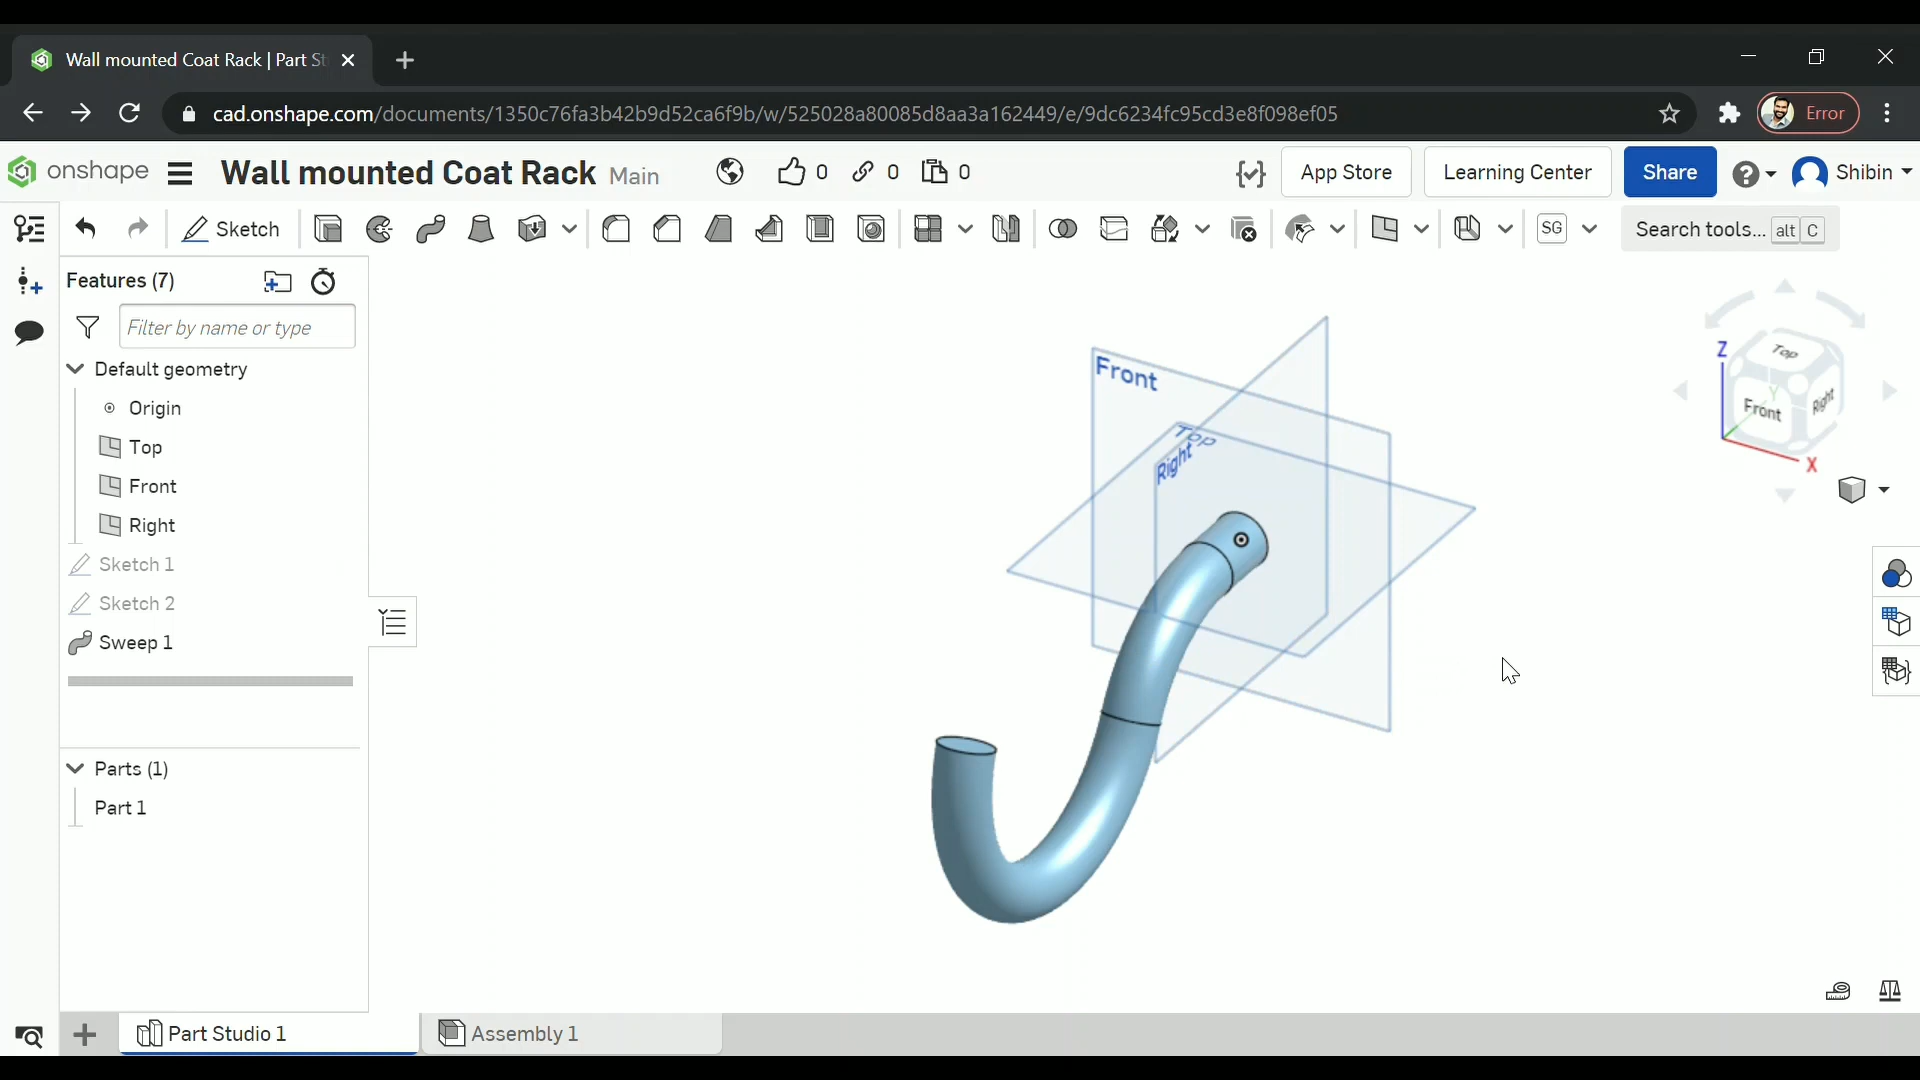 Wall mounted Coat Rack | Part St
cad.onshape.com/documents/1350c76fa3b42b9d52ca6f9b/w/525028a80085d8aa3a162449/e/9dc6234fc95cd3e8f098ef05
Error
onshape
Wall mounted Coat Rack Main
0
0
0
App Store
Learning Center
Share
Shibin
Sketch
SG
Search tools... alt C
Features (7)
Filter by name or type
Default geometry
Origin
Top
Front
Right
Sketch 1
Sketch 2
Sweep 1
Parts (1)
Part 1
Front
Top
Right
Top
Front
Right
Z
Y
X
Part Studio 1
Assembly 1